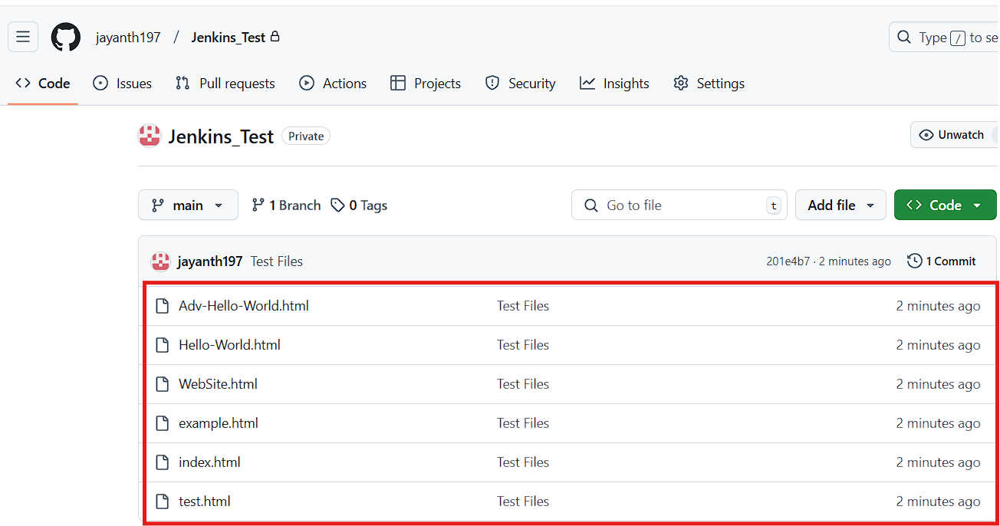 jayanth197 / Jenkins_Test
Type / to se
Code Issues Pull requests Actions Projects Security Insights Settings
Jenkins_Test Private
Unwatch
main 1 Branch 0 Tags
Go to file t
Add file
Code
jayanth197 Test Files 201e4b7 · 2 minutes ago 1 Commit
Adv-Hello-World.html Test Files 2 minutes ago
Hello-World.html Test Files 2 minutes ago
WebSite.html Test Files 2 minutes ago
example.html Test Files 2 minutes ago
index.html Test Files 2 minutes ago
test.html Test Files 2 minutes ago